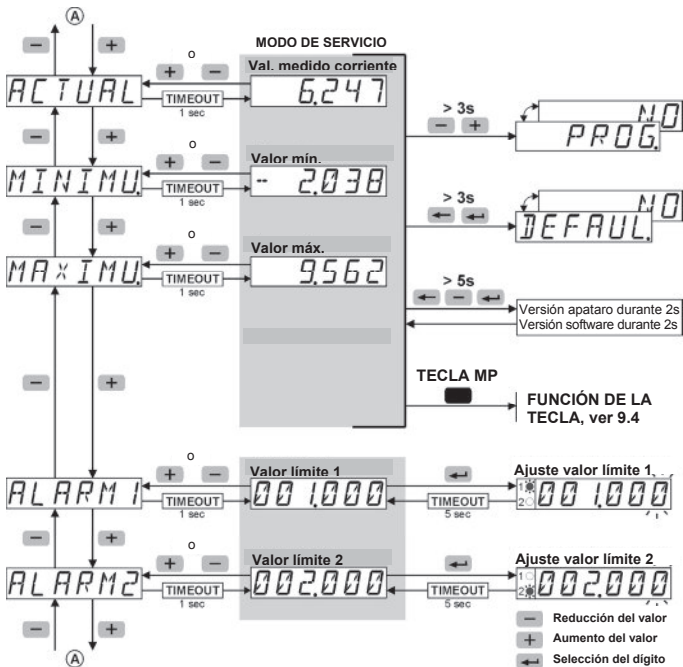 A
o
MODO DE SERVICIO
Val. medido corriente
ACTUAL
TIMEOUT
1 sec
6.247
> 3s
NO
PROG.
o
Valor mín.
MINIMU.
TIMEOUT
1 sec
- 2.038
> 3s
NO
DEFAUL.
o
Valor máx.
MAXIMU.
TIMEOUT
1 sec
9.562
> 5s
Versión apataro durante 2s
Versión software durante 2s
TECLA MP
FUNCIÓN DE LA
TECLA, ver 9.4
o
Valor límite 1
Ajuste valor límite 1
ALARM1
TIMEOUT
1 sec
001.000
TIMEOUT
5 sec
1
2
001.000
o
Valor límite 2
Ajuste valor límite 2
ALARM2
TIMEOUT
1 sec
002.000
TIMEOUT
5 sec
1
2
002.000
- Reducción del valor
+ Aumento del valor
↵ Selección del dígito
A